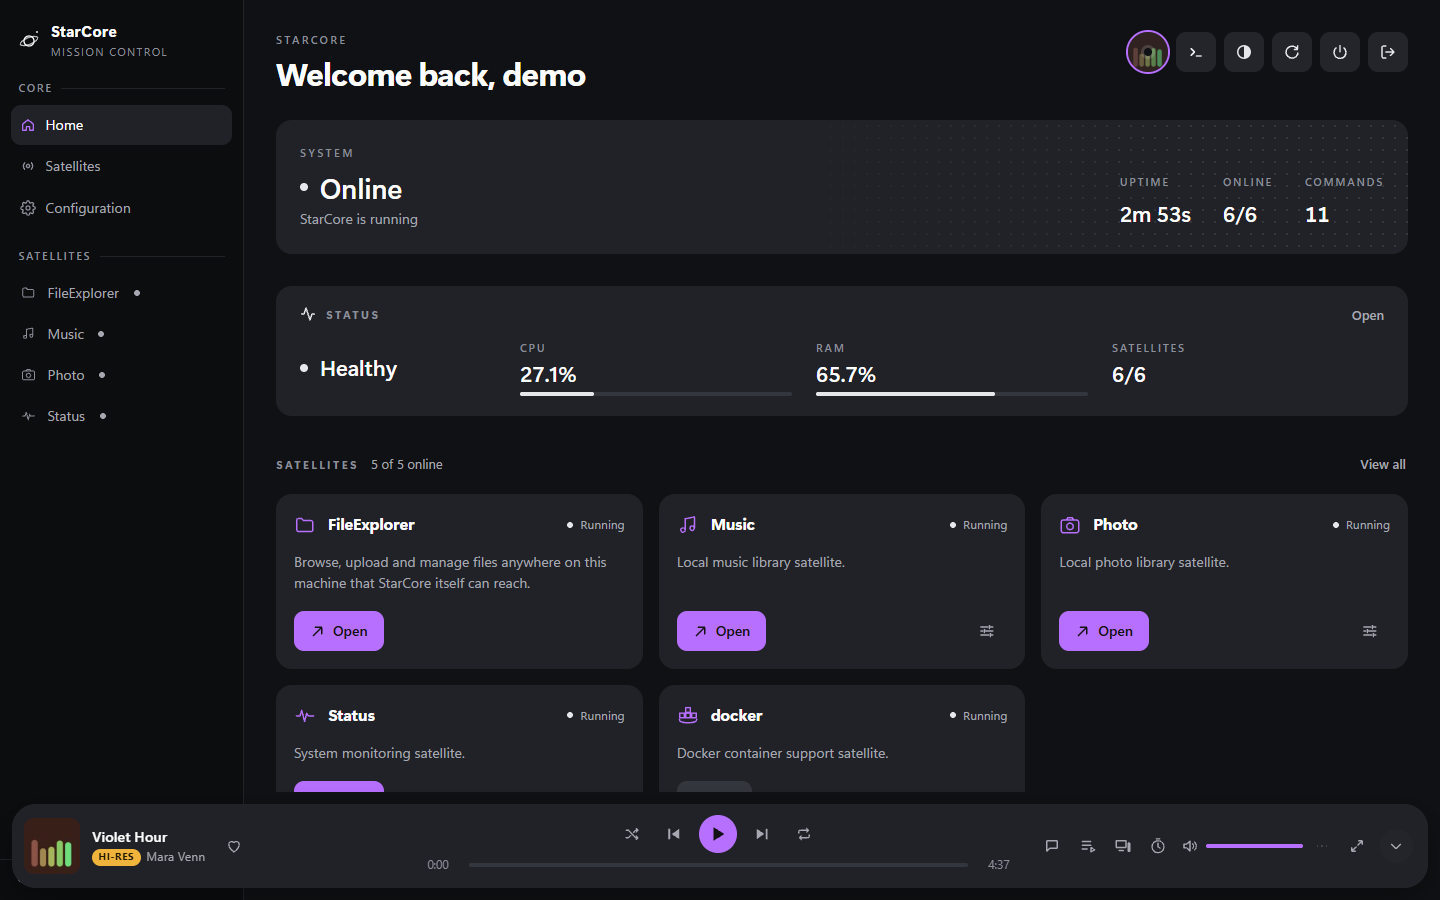 StarCore
MISSION CONTROL
CORE
Home
Satellites
Configuration
SATELLITES
FileExplorer
Music
Photo
Status
STARCORE
Welcome back, demo
SYSTEM
Online
StarCore is running
UPTIME
2m 53s
ONLINE
6/6
COMMANDS
11
STATUS
Open
Healthy
CPU
27.1%
RAM
65.7%
SATELLITES
6/6
SATELLITES 5 of 5 online
View all
FileExplorer
Running
Browse, upload and manage files anywhere on this
machine that StarCore itself can reach.
Open
Music
Running
Local music library satellite.
Open
Photo
Running
Local photo library satellite.
Open
Status
Running
System monitoring satellite.
docker
Running
Docker container support satellite.
Violet Hour
HI-RES Mara Venn
0:00
4:37